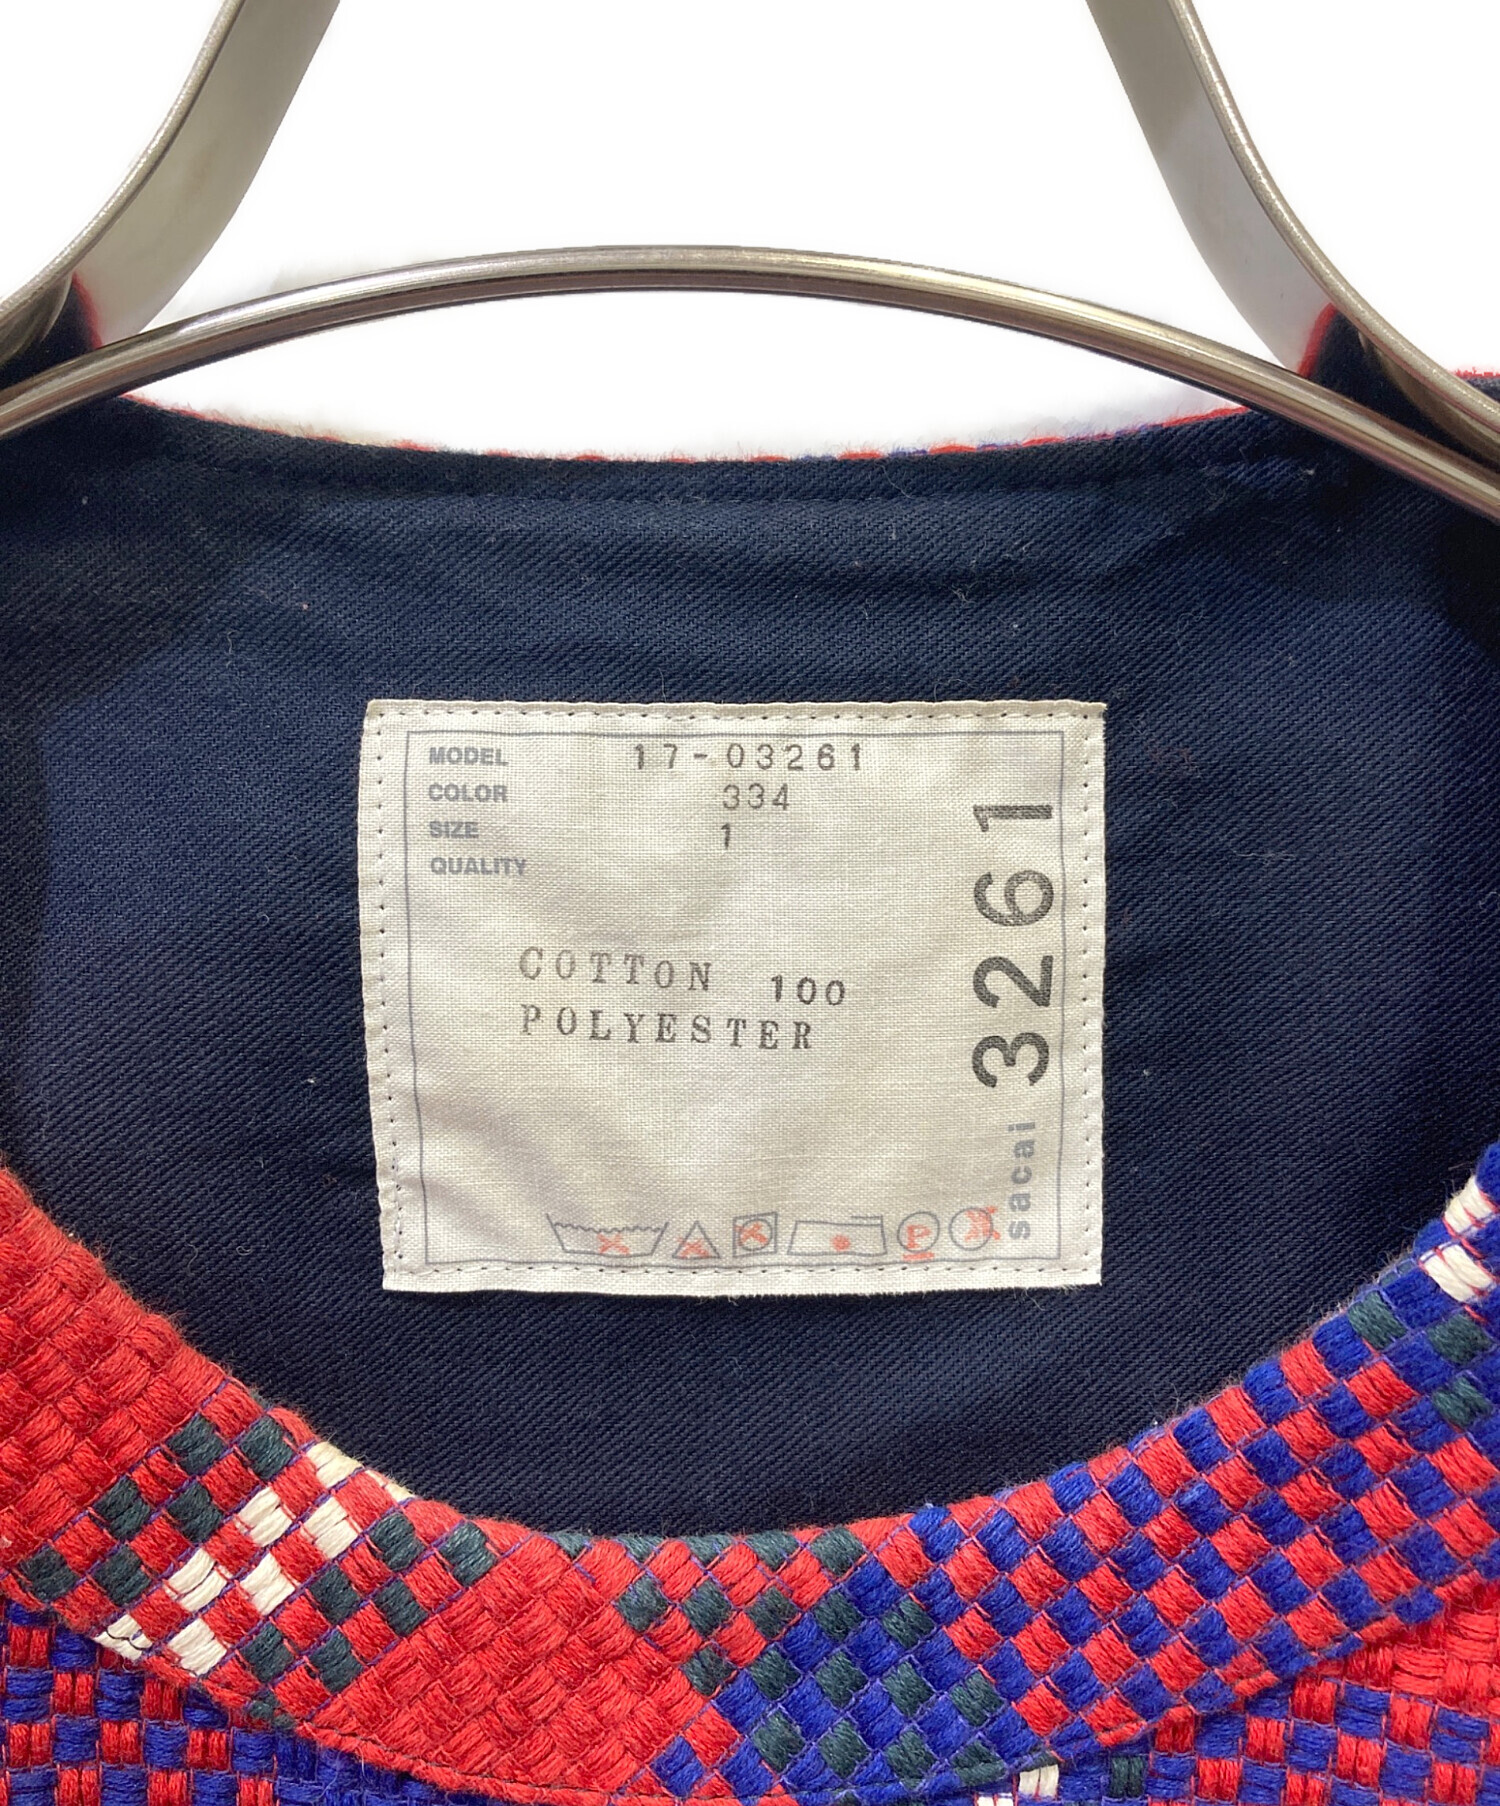 MODEL 17-03261
COLOR 334
SIZE 1
QUALITY
COTTON 100
POLYESTER
sacai 3261
P